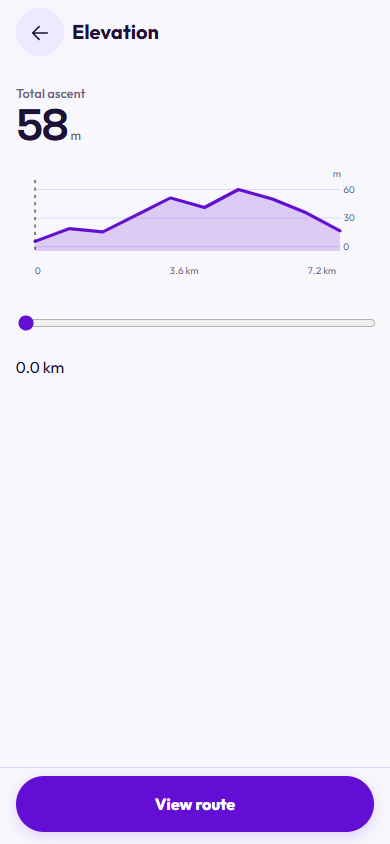 Elevation
Total ascent
58 m
m
60
30
0
0 3.6 km 7.2 km
0.0 km
View route